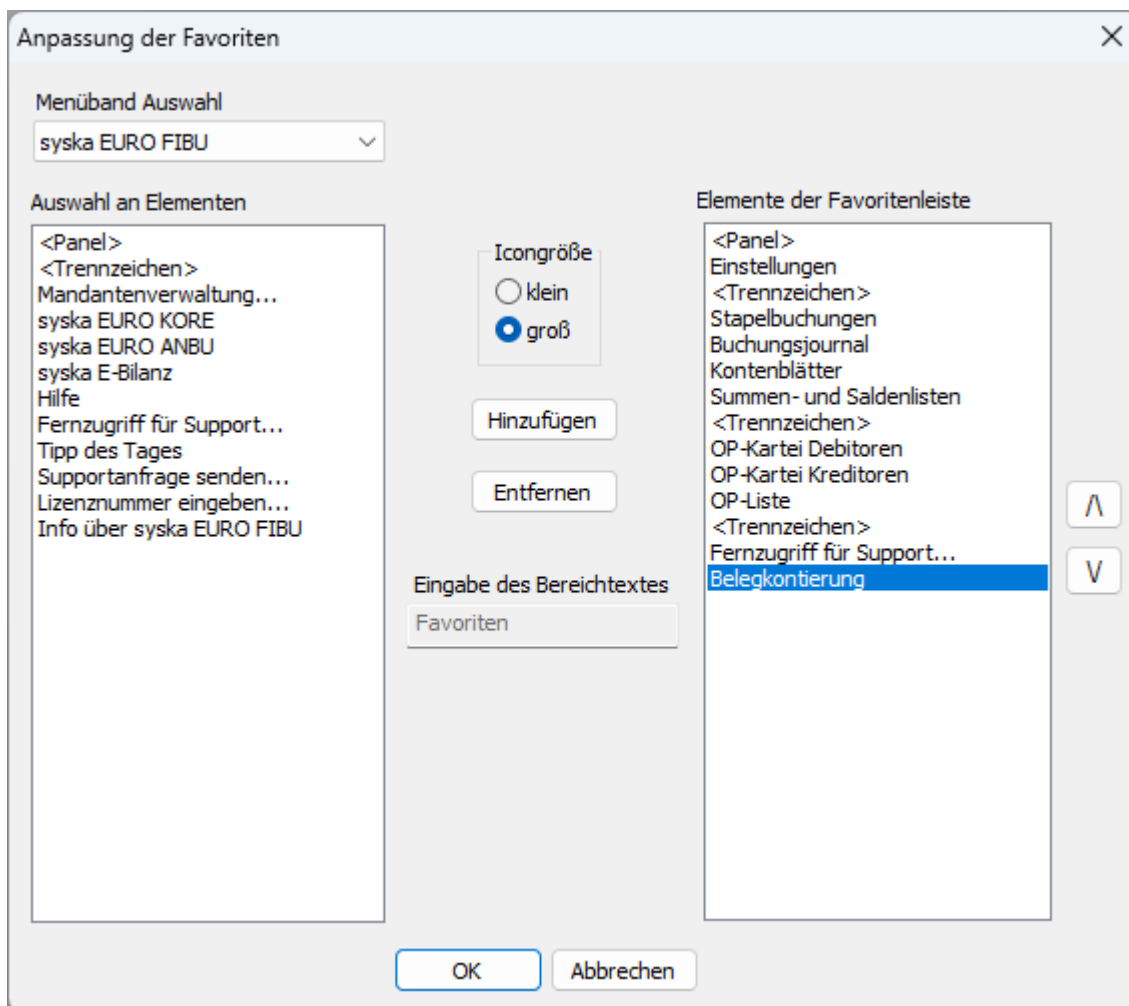 Anpassung der Favoriten
Menüband Auswahl
syska EURO FIBU
Auswahl an Elementen
<Panel>
<Trennzeichen>
Mandantenverwaltung...
syska EURO KORE
syska EURO ANBU
syska E-Bilanz
Hilfe
Fernzugriff für Support...
Tipp des Tages
Supportanfrage senden...
Lizenznummer eingeben...
Info über syska EURO FIBU
Icongröße
klein
groß
Hinzufügen
Entfernen
Eingabe des Bereichtextes
Favoriten
Elemente der Favoritenleiste
<Panel>
Einstellungen
<Trennzeichen>
Stapelbuchungen
Buchungsjournal
Kontenblätter
Summen- und Saldenlisten
<Trennzeichen>
OP-Kartei Debitoren
OP-Kartei Kreditoren
OP-Liste
<Trennzeichen>
Fernzugriff für Support...
Belegkontierung
/\
\/
OK
Abbrechen